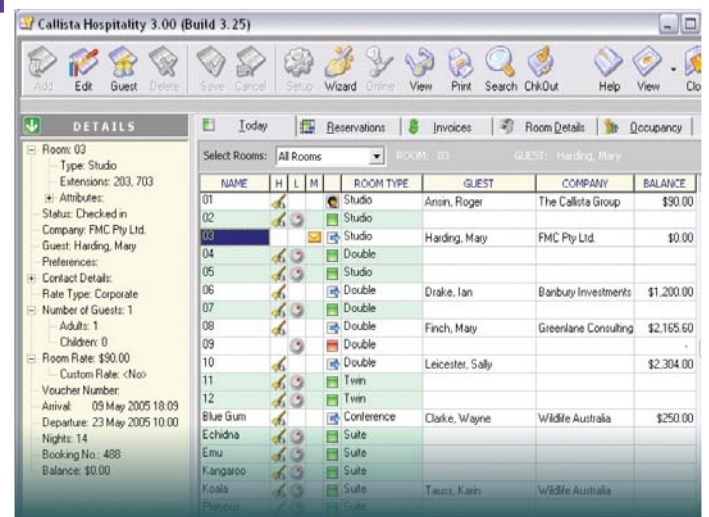 Callista Hospitality 3.00 (Build 3.25)
Add Edit Guest Delete Save Cancel Setup Wizard Online View Print Search ChkOut Help View Clo
DETAILS
Today Reservations Invoices Room Details Occupancy
Select Rooms: All Rooms ROOM: 03 GUEST: Harding, Mary
Room: 03
Type: Studio
Extensions: 203, 703
Attributes:
Status: Checked in
Company: FMC Pty Ltd.
Guest: Harding, Mary
Preferences:
Contact Details:
Rate Type: Corporate
Number of Guests: 1
Adults: 1
Children: 0
Room Rate: $90.00
Custom Rate: <No>
Voucher Number:
Arrival: 09 May 2005 18:09
Departure: 23 May 2005 10:00
Nights: 14
Booking No.: 488
Balance: $0.00
NAME H L M ROOM TYPE GUEST COMPANY BALANCE
01 Studio Ansin, Roger The Callista Group $90.00
02 Studio
03 Studio Harding, Mary FMC Pty Ltd. $0.00
04 Double
05 Studio
06 Double Drake, Ian Banbury Investments $1,200.00
07 Double
08 Double Finch, Mary Greenlane Consulting $2,165.60
09 Double -
10 Double Leicester, Sally $2,304.00
11 Twin
12 Twin
Blue Gum Conference Clarke, Wayne Wildlife Australia $250.00
Echidna Suite
Emu Suite
Kangaroo Suite
Koala Suite Tauss, Karin Wildlife Australia
Platypus Suite